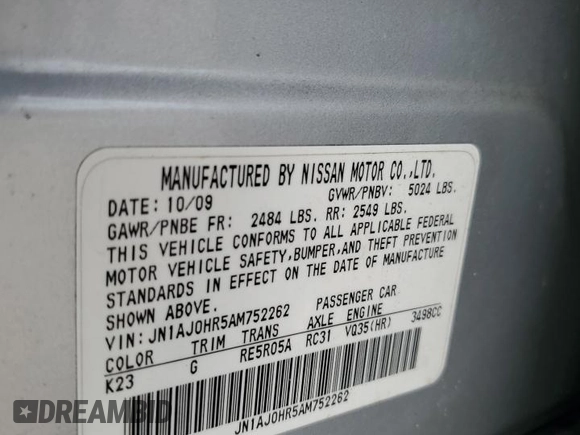 MANUFACTURED BY NISSAN MOTOR CO.,LTD.
DATE: 10/09 GVWR/PNBV: 5024 LBS.
GAWR/PNBE FR: 2484 LBS. RR: 2549 LBS.
THIS VEHICLE CONFORMS TO ALL APPLICABLE FEDERAL
MOTOR VEHICLE SAFETY,BUMPER,AND THEFT PREVENTION
STANDARDS IN EFFECT ON THE DATE OF MANUFACTURE
SHOWN ABOVE.
VIN: JN1AJ0HR5AM752262 PASSENGER CAR
COLOR TRIM TRANS AXLE ENGINE
K23 G RE5R05A RC31 VQ35(HR) 3498CC
JN1AJ0HR5AM752262
DREAMBID